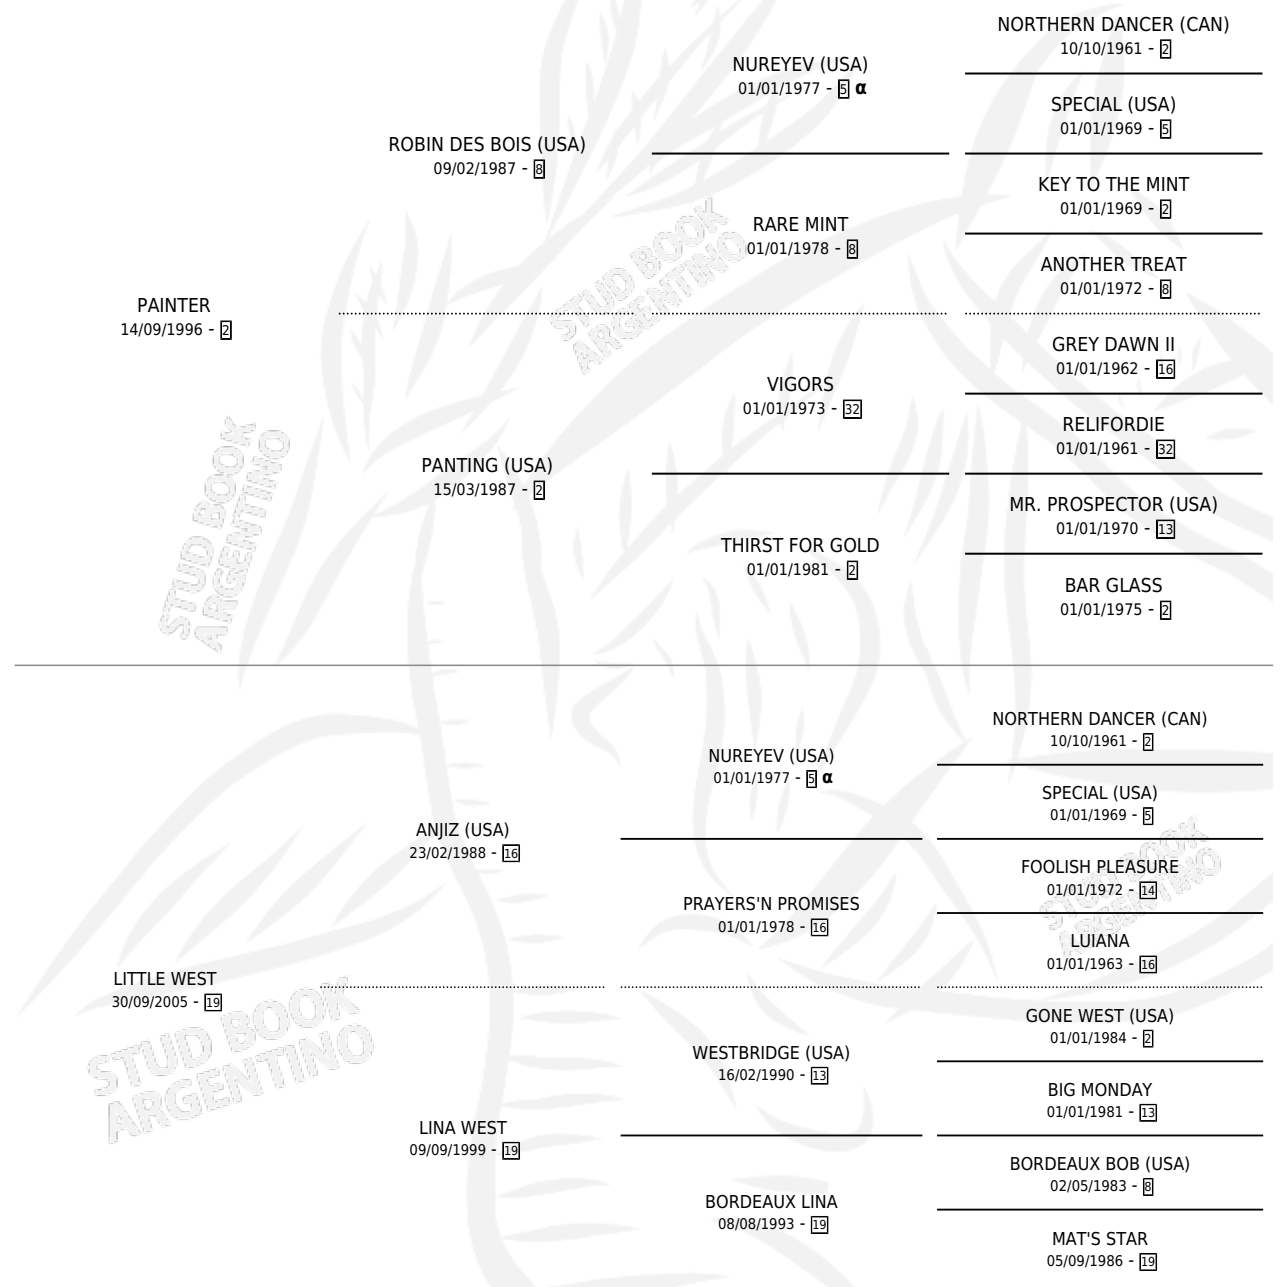 NORTHERN DANCER (CAN)
10/10/1961 - 2
NUREYEV (USA)
01/01/1977 - 5 α
SPECIAL (USA)
01/01/1969 - 5
ROBIN DES BOIS (USA)
09/02/1987 - 8
KEY TO THE MINT
01/01/1969 - 2
RARE MINT
01/01/1978 - 8
ANOTHER TREAT
01/01/1972 - 8
PAINTER
14/09/1996 - 2
GREY DAWN II
01/01/1962 - 16
VIGORS
01/01/1973 - 32
RELIFORDIE
01/01/1961 - 32
PANTING (USA)
15/03/1987 - 2
MR. PROSPECTOR (USA)
01/01/1970 - 13
THIRST FOR GOLD
01/01/1981 - 2
BAR GLASS
01/01/1975 - 2
STUD BOOK
ARGENTINO
STUD BOOK
ARGENTINO
NORTHERN DANCER (CAN)
10/10/1961 - 2
NUREYEV (USA)
01/01/1977 - 5 α
SPECIAL (USA)
01/01/1969 - 5
ANJIZ (USA)
23/02/1988 - 16
FOOLISH PLEASURE
01/01/1972 - 14
PRAYERS'N PROMISES
01/01/1978 - 16
LUIANA
01/01/1963 - 16
LITTLE WEST
30/09/2005 - 19
GONE WEST (USA)
01/01/1984 - 2
WESTBRIDGE (USA)
16/02/1990 - 13
BIG MONDAY
01/01/1981 - 13
LINA WEST
09/09/1999 - 19
BORDEAUX BOB (USA)
02/05/1983 - 8
BORDEAUX LINA
08/08/1993 - 19
MAT'S STAR
05/09/1986 - 19
STUD BOOK
ARGENTINO
STUD BOOK
ARGENTINO